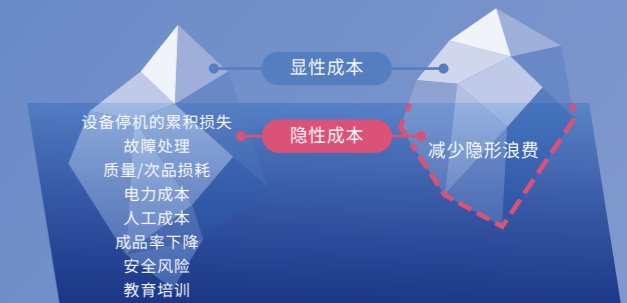 显性成本
隐性成本
设备停机的累积损失
故障处理
质量/次品损耗
电力成本
人工成本
成品率下降
安全风险
教育培训
减少隐形浪费